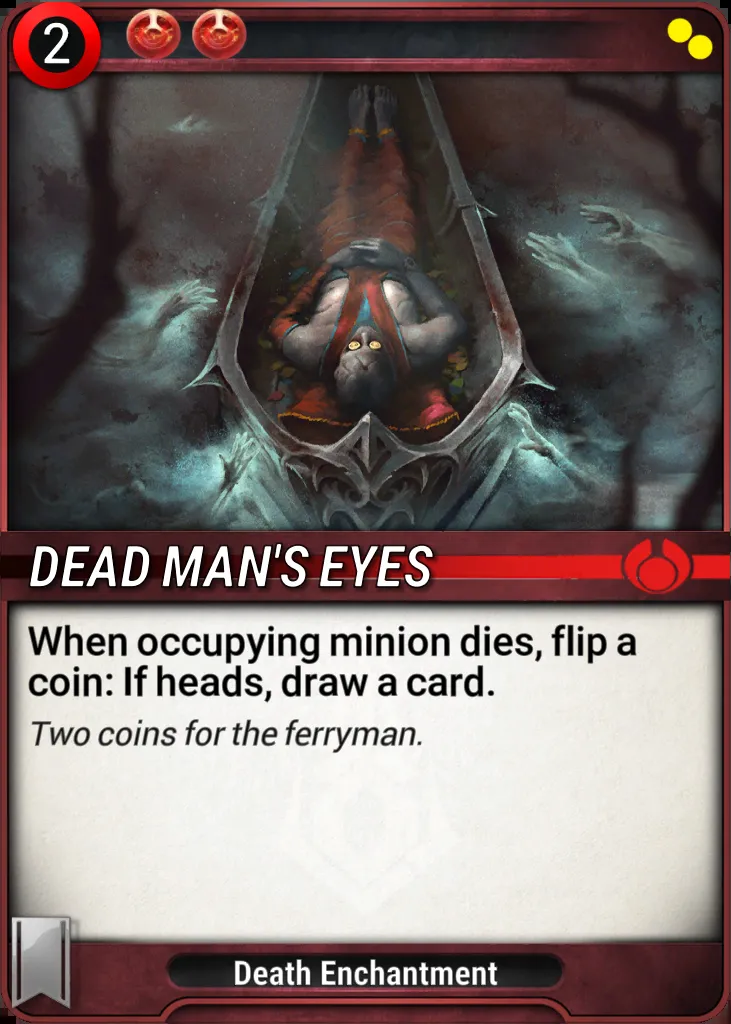 2
DEAD MAN'S EYES
When occupying minion dies, flip a
coin: If heads, draw a card.
Two coins for the ferryman.
Death Enchantment